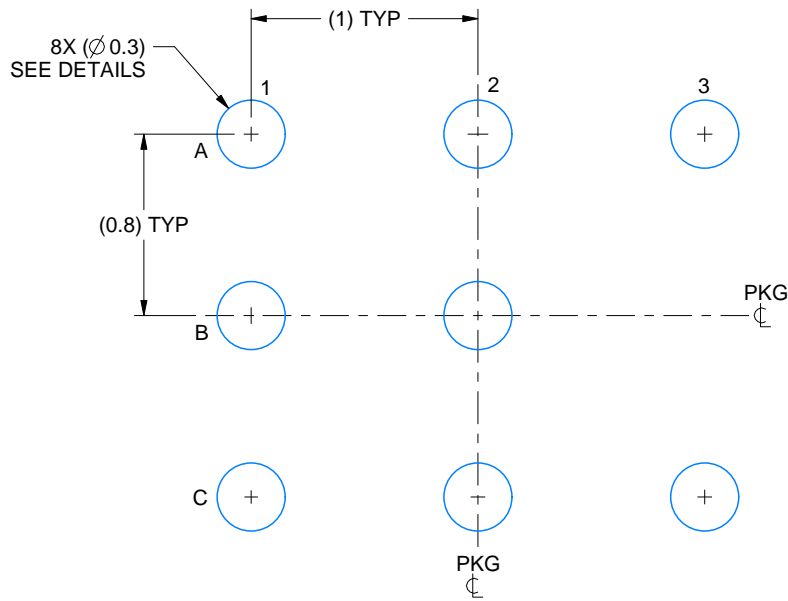 (1) TYP
8X (∅ 0.3)
SEE DETAILS
1
2
3
A
(0.8) TYP
PKG
℄
B
C
PKG
℄